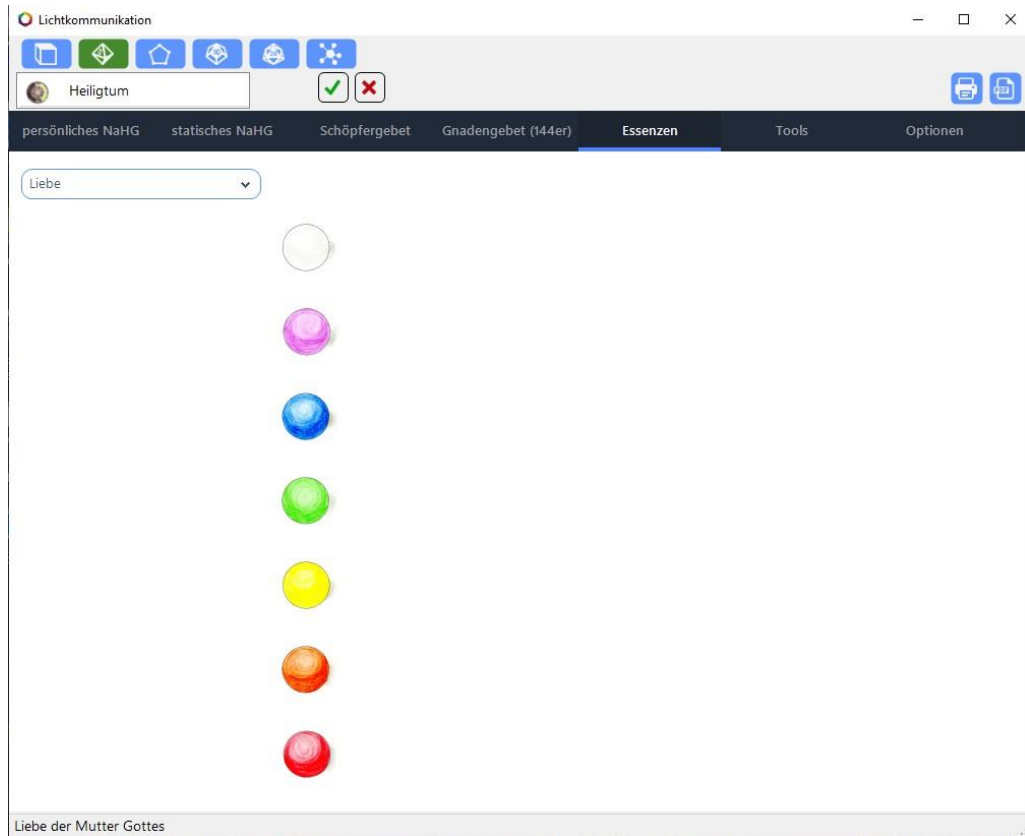 Lichtkommunikation
Heiligtum
persönliches NaHG statisches NaHG Schöpfergebet Gnadengebet (144er) Essenzen Tools Optionen
Liebe
Liebe der Mutter Gottes